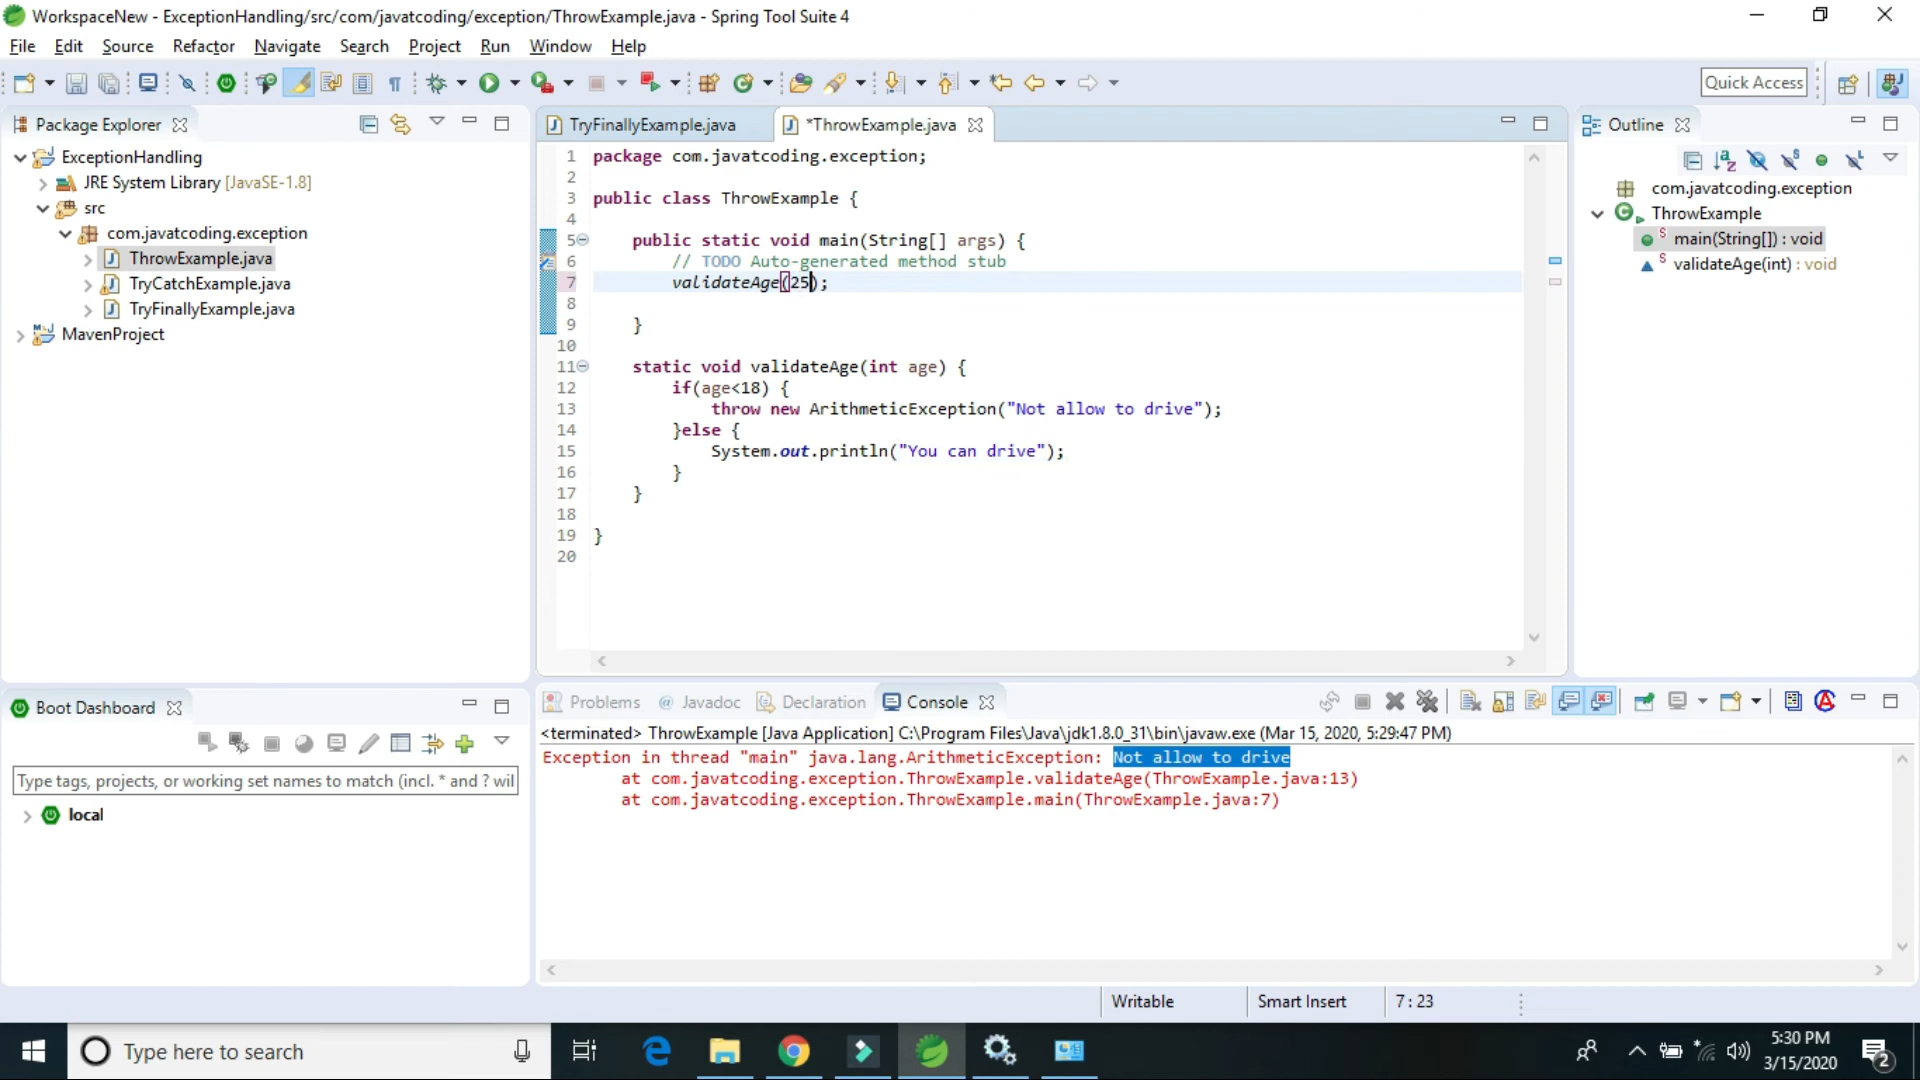 WorkspaceNew - ExceptionHandling/src/com/javatcoding/exception/ThrowExample.java - Spring Tool Suite 4
File Edit Source Refactor Navigate Search Project Run Window Help
Quick Access
Package Explorer
ExceptionHandling
JRE System Library [JavaSE-1.8]
src
com.javatcoding.exception
ThrowExample.java
TryCatchExample.java
TryFinallyExample.java
MavenProject
TryFinallyExample.java
*ThrowExample.java
1 package com.javatcoding.exception;
2
3 public class ThrowExample {
4
5 public static void main(String[] args) {
6 // TODO Auto-generated method stub
7 validateAge(25);
8
9 }
10
11 static void validateAge(int age) {
12 if(age<18) {
13 throw new ArithmeticException("Not allow to drive");
14 }else {
15 System.out.println("You can drive");
16 }
17 }
18
19 }
20
Outline
com.javatcoding.exception
ThrowExample
main(String[]) : void
validateAge(int) : void
Boot Dashboard
Type tags, projects, or working set names to match (incl. * and ? wil
local
Problems @ Javadoc Declaration Console
<terminated> ThrowExample [Java Application] C:\Program Files\Java\jdk1.8.0_31\bin\javaw.exe (Mar 15, 2020, 5:29:47 PM)
Exception in thread "main" java.lang.ArithmeticException: Not allow to drive
at com.javatcoding.exception.ThrowExample.validateAge(ThrowExample.java:13)
at com.javatcoding.exception.ThrowExample.main(ThrowExample.java:7)
Writable Smart Insert 7 : 23
Type here to search
5:30 PM
3/15/2020
2